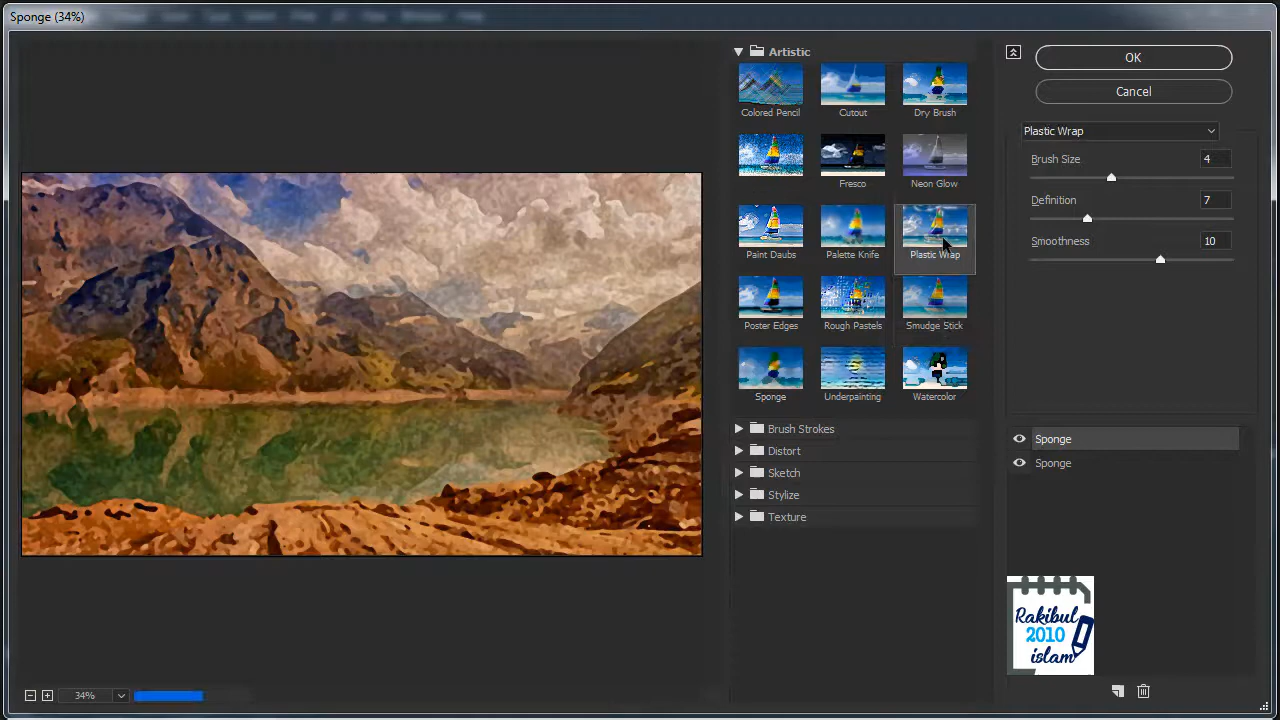 Sponge (34%)
Artistic
Colored Pencil
Cutout
Dry Brush
Fresco
Neon Glow
Paint Daubs
Palette Knife
Plastic Wrap
Poster Edges
Rough Pastels
Smudge Stick
Sponge
Underpainting
Watercolor
Brush Strokes
Distort
Sketch
Stylize
Texture
OK
Cancel
Plastic Wrap
Brush Size 4
Definition 7
Smoothness 10
Sponge
Sponge
Rakibul
2010
islam
34%